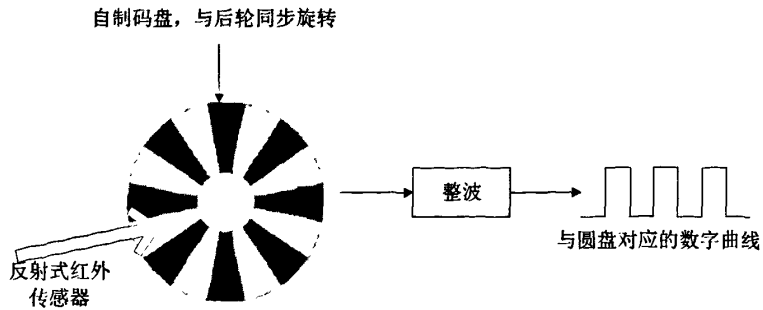 自制码盘，与后轮同步旋转
整波
与圆盘对应的数字曲线
反射式红外
传感器